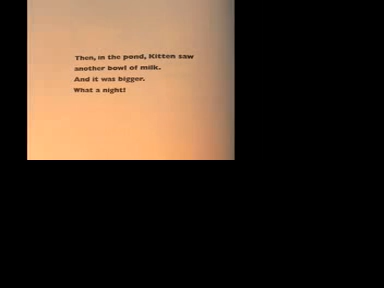 Then, in the pond, Kitten saw
another bowl of milk.
And it was bigger.
What a night!